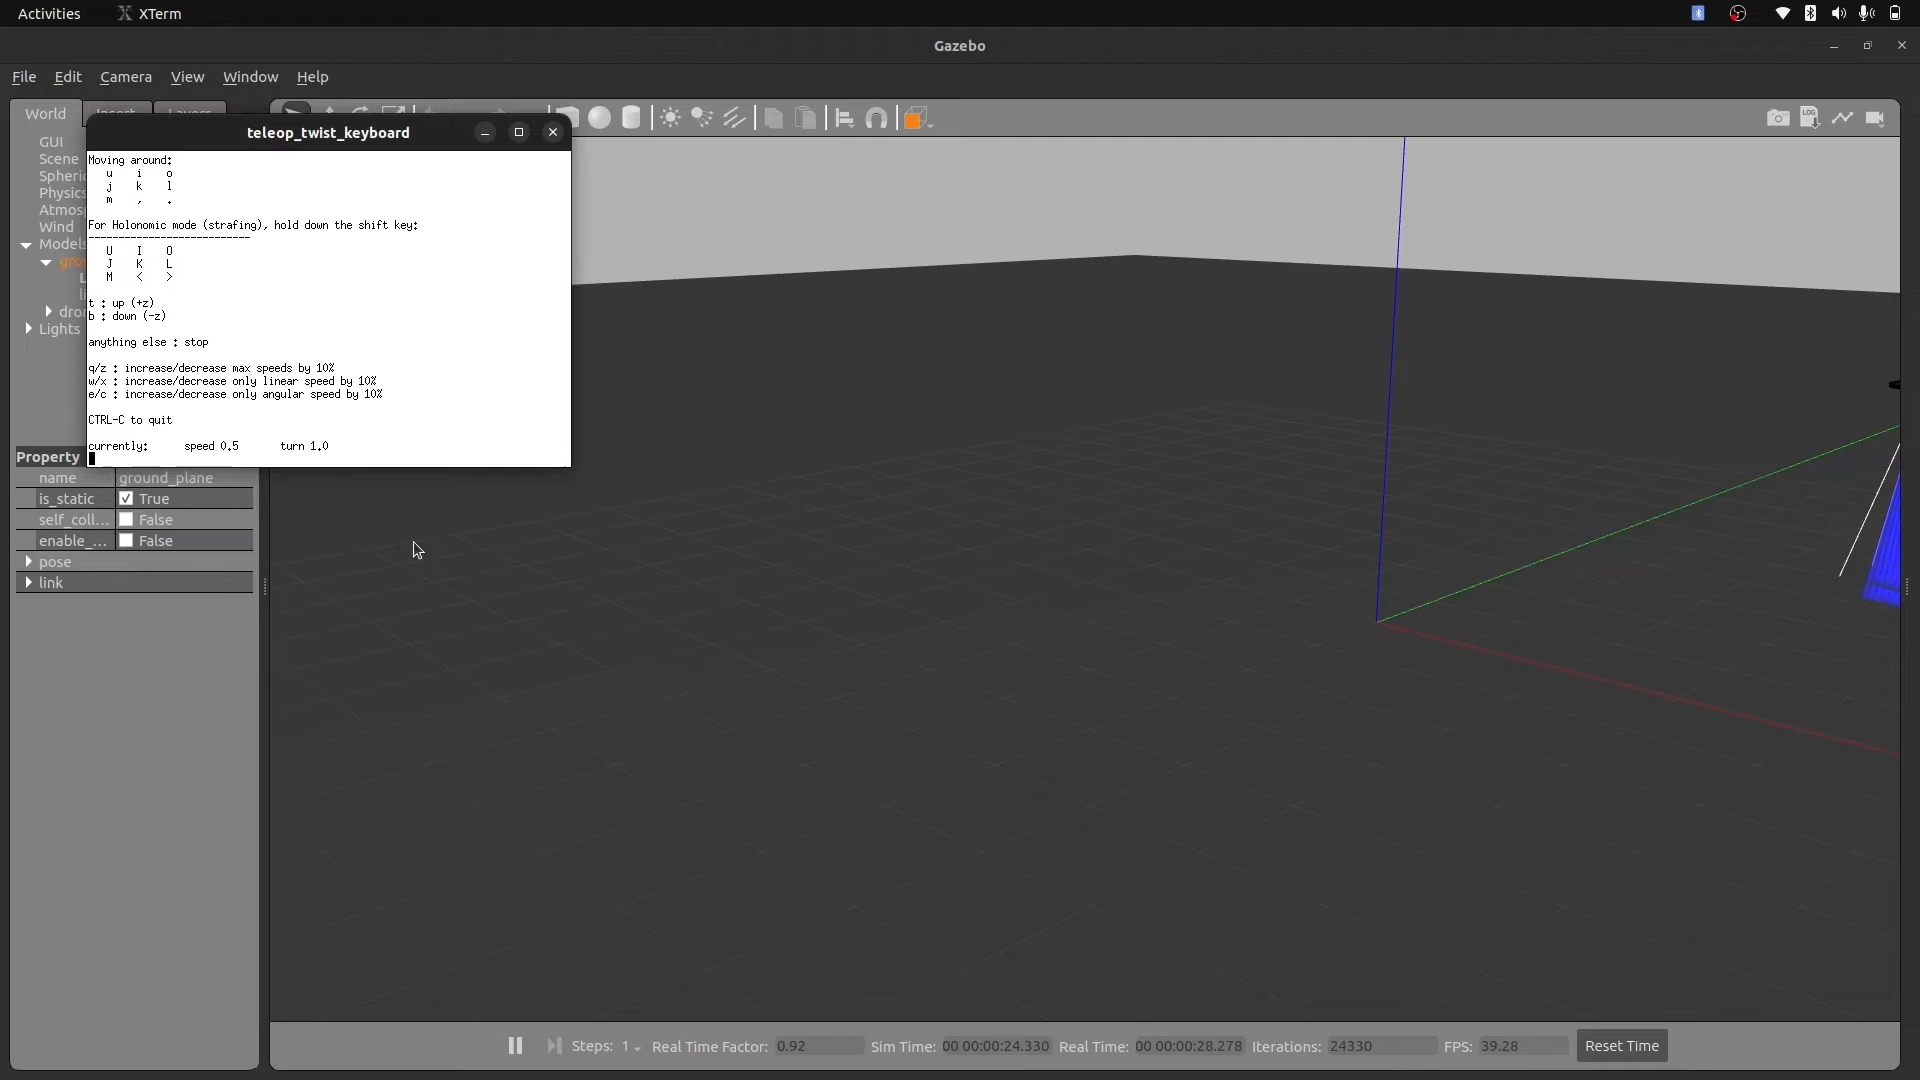 Activities XTerm
Gazebo
File Edit Camera View Window Help
World Insert Layers
teleop_twist_keyboard
GUI
Scene
Spheric
Physics
Atmos
Wind
Models
grou
dro
Lights
Moving around:
u i o
j k l
m , .
For Holonomic mode (strafing), hold down the shift key:
---------------------------
U I O
J K L
M < >
t : up (+z)
b : down (-z)
anything else : stop
q/z : increase/decrease max speeds by 10%
w/x : increase/decrease only linear speed by 10%
e/c : increase/decrease only angular speed by 10%
CTRL-C to quit
currently: speed 0.5 turn 1.0
Property
name ground_plane
is_static True
self_coll... False
enable_... False
pose
link
LOG
Steps: 1 Real Time Factor: 0.92 Sim Time: 00 00:00:24.330 Real Time: 00 00:00:28.278 Iterations: 24330 FPS: 39.28 Reset Time